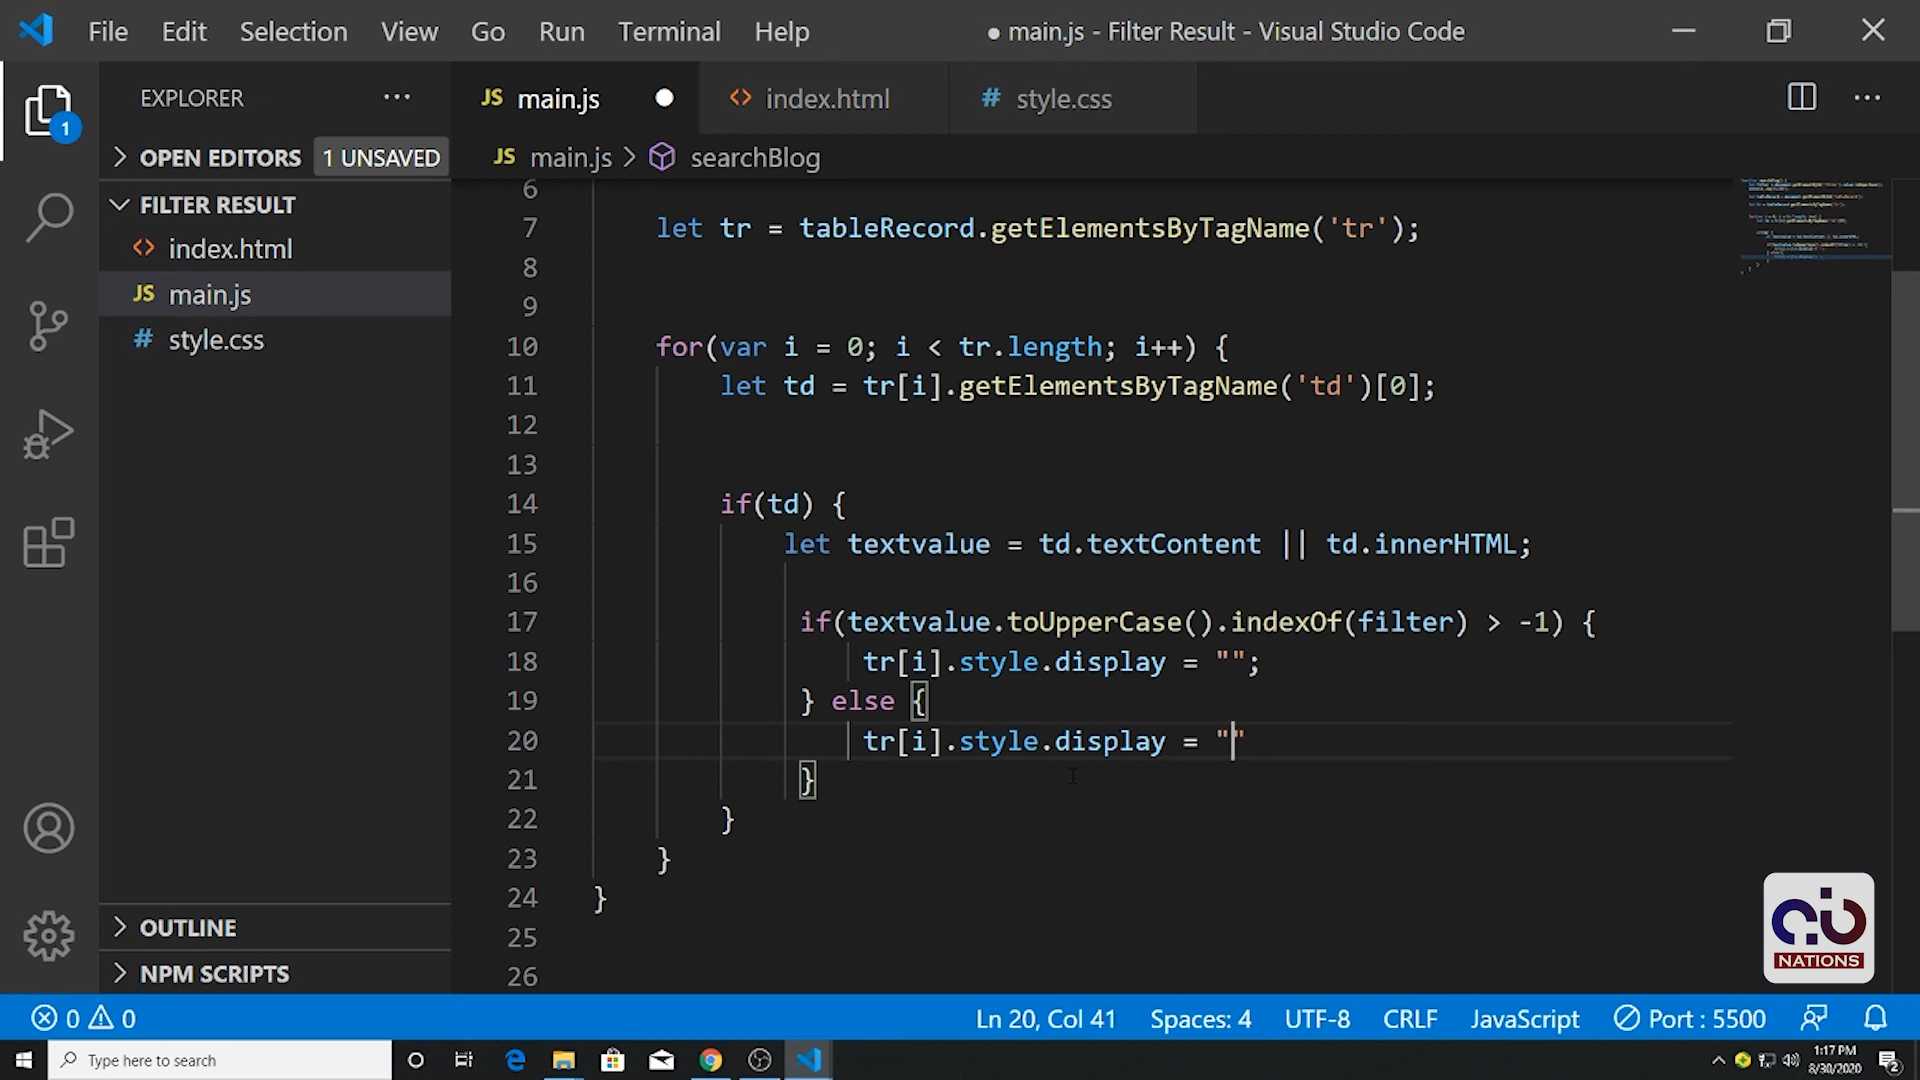 File Edit Selection View Go Run Terminal Help ● main.js - Filter Result - Visual Studio Code
EXPLORER ···
JS main.js ● <> index.html # style.css ···
> OPEN EDITORS 1 UNSAVED
JS main.js > searchBlog
FILTER RESULT
<> index.html
JS main.js
# style.css
1
6
7 let tr = tableRecord.getElementsByTagName('tr');
8
9
10 for(var i = 0; i < tr.length; i++) {
11 let td = tr[i].getElementsByTagName('td')[0];
12
13
14 if(td) {
15 let textvalue = td.textContent || td.innerHTML;
16
17 if(textvalue.toUpperCase().indexOf(filter) > -1) {
18 tr[i].style.display = "";
19 } else {
20 tr[i].style.display = ""
21 }
22 }
23 }
24 }
25
26
> OUTLINE
> NPM SCRIPTS
NATIONS
0 0 Ln 20, Col 41 Spaces: 4 UTF-8 CRLF JavaScript Port : 5500
Type here to search
1:17 PM
8/30/2020
2